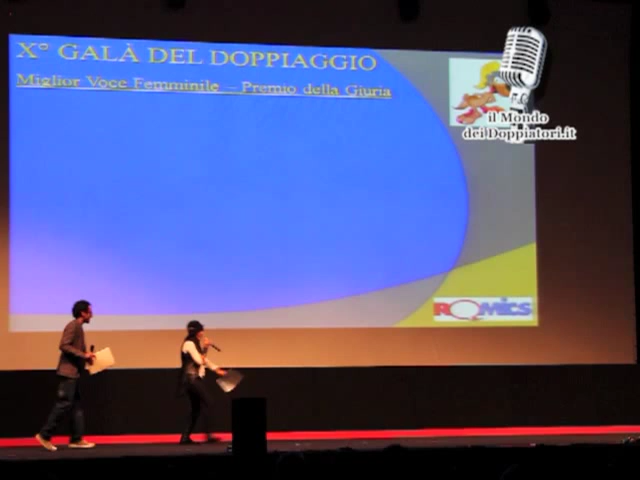 X° GALÀ DEL DOPPIAGGIO
Miglior Voce Femminile – Premio della Giuria
il Mondo
dei Doppiatori.it
ROMICS